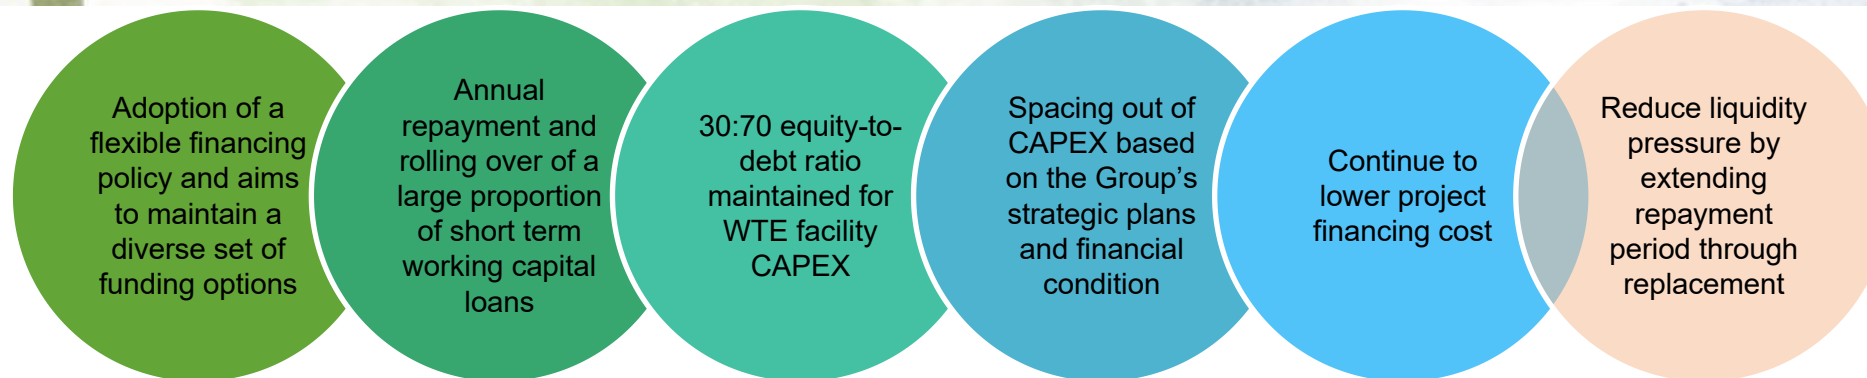 Adoption of a
flexible financing
policy and aims
to maintain a
diverse set of
funding options
Annual
repayment and
rolling over of a
large proportion
of short term
working capital
loans
30:70 equity-to-
debt ratio
maintained for
WTE facility
CAPEX
Spacing out of
CAPEX based
on the Group’s
strategic plans
and financial
condition
Continue to
lower project
financing cost
Reduce liquidity
pressure by
extending
repayment
period through
replacement